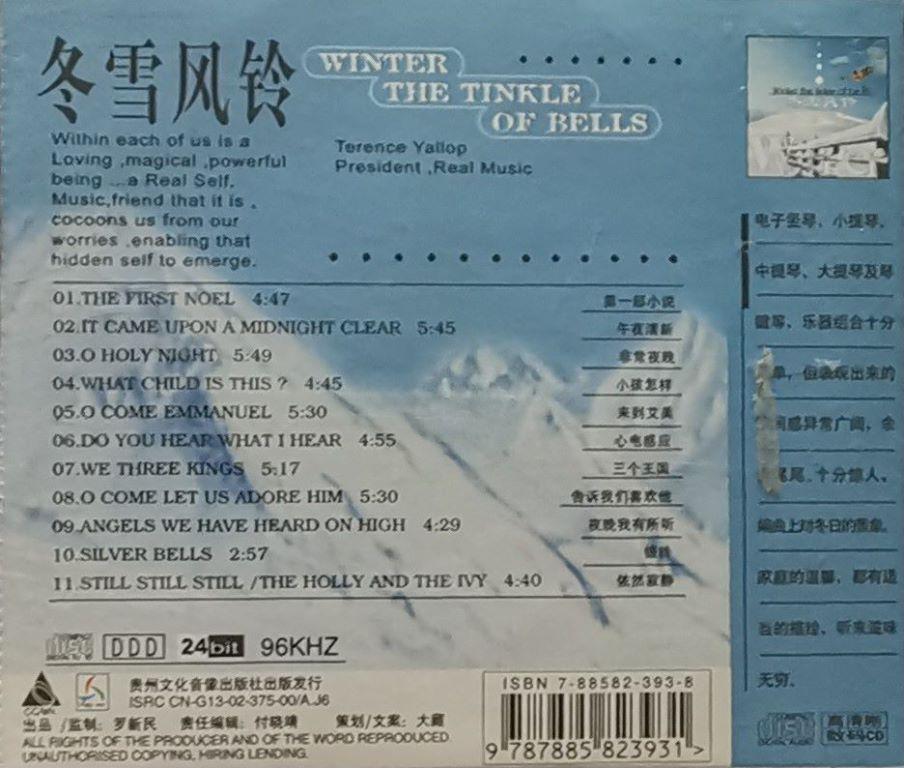 冬雪风铃
WINTER
THE TINKLE
OF BELLS
Within each of us is a
Loving ,magical ,powerful
being ...a Real Self.
Music,friend that it is ,
cocoons us from our
worries ,enabling that
hidden self to emerge.
Terence Yallop
President ,Real Music
01.THE FIRST NOEL 4:47 第一部小说
02.IT CAME UPON A MIDNIGHT CLEAR 5:45 午夜清新
03.O HOLY NIGHT 5:49 非常夜晚
04.WHAT CHILD IS THIS ? 4:45 小孩怎样
05.O COME EMMANUEL 5:30 来到艾美
06.DO YOU HEAR WHAT I HEAR 4:55 心电感应
07.WE THREE KINGS 5:17 三个王国
08.O COME LET US ADORE HIM 5:30 告诉我们喜欢他
09.ANGELS WE HAVE HEARD ON HIGH 4:29 夜晚我有所听
10.SILVER BELLS 2:57
11.STILL STILL STILL /THE HOLLY AND THE IVY 4:40 依然寂静
DDD 24bit 96KHZ
贵州文化音像出版社出版发行
ISRC CN-G13-02-375-00/A.J6
出品 /监制: 罗新民 责任编辑: 付晓靖 策划/文案: 大藏
ALL RIGHTS OF THE PRODUCER AND OF THE WORD REPRODUCED
UNAUTHORISED COPYING, HIRING LENDING.
ISBN 7-88582-393-8
9 787885 823931 >
电子竖琴、小提琴、
中提琴、大提琴及琴
键等、乐器组合十分
单，但表现出来的
间感异常广阔，余
尾尾，十分惊人。
编曲上对冬日的景象、
家庭的温馨，都有适
当的描绘，听来滋味
无穷。
高清晰
数码CD